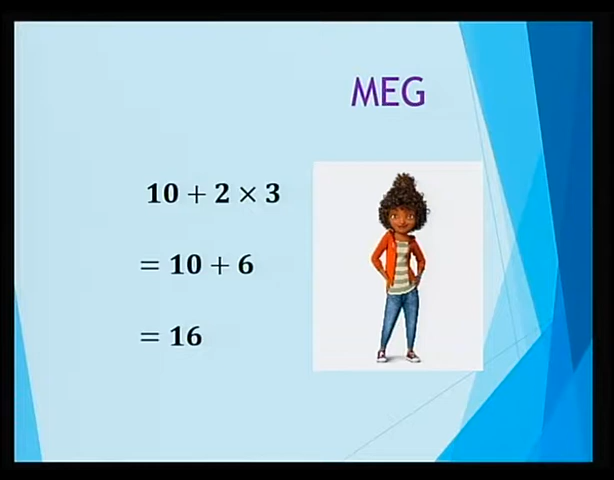 MEG
10 + 2 × 3
= 10 + 6
= 16